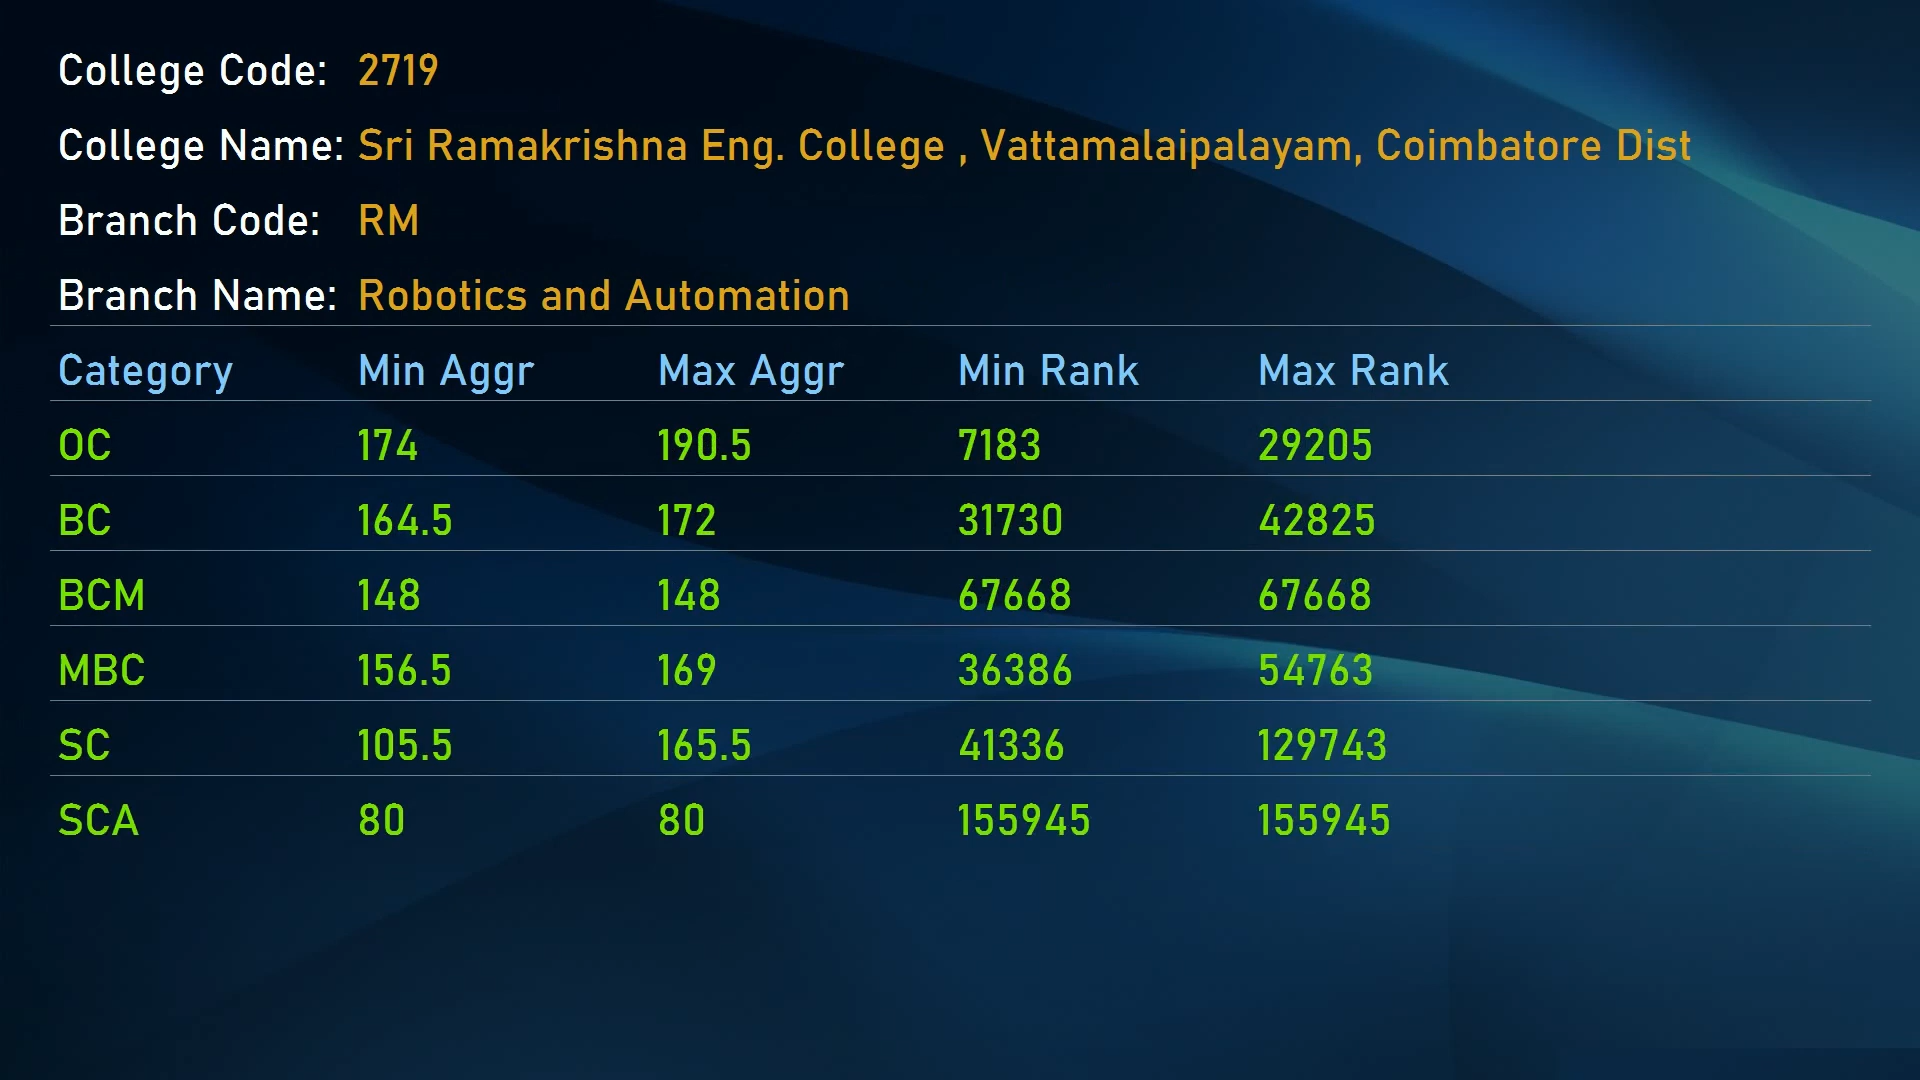 College Code: 2719
College Name: Sri Ramakrishna Eng. College , Vattamalaipalayam, Coimbatore Dist
Branch Code: RM
Branch Name: Robotics and Automation
Category Min Aggr Max Aggr Min Rank Max Rank
OC 174 190.5 7183 29205
BC 164.5 172 31730 42825
BCM 148 148 67668 67668
MBC 156.5 169 36386 54763
SC 105.5 165.5 41336 129743
SCA 80 80 155945 155945